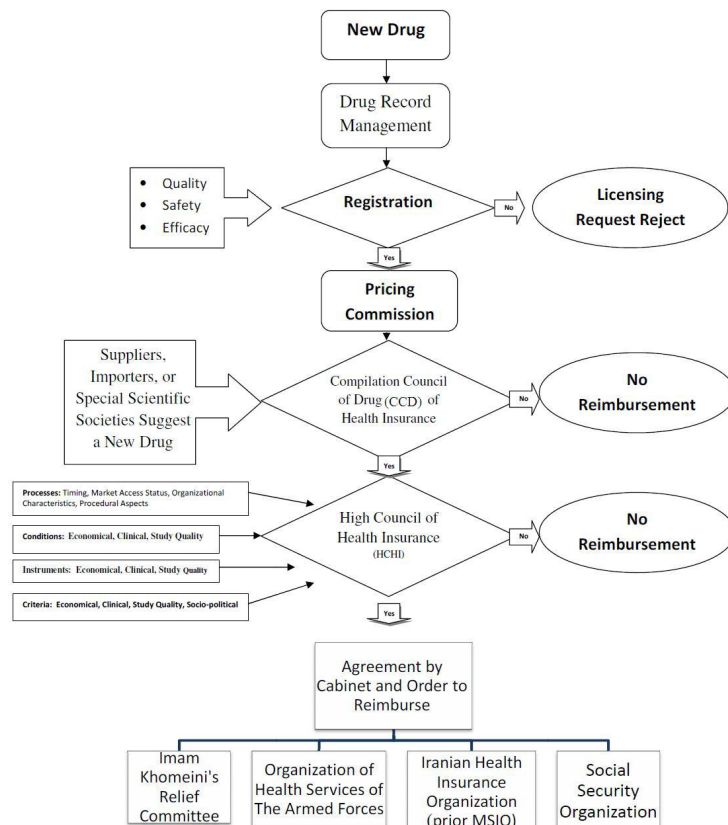 New Drug
Drug Record
Management
• Quality
• Safety
• Efficacy
Registration
No
Licensing
Request Reject
Yes
Pricing
Commission
Suppliers,
Importers, or
Special Scientific
Societies Suggest
a New Drug
Compilation Council
of Drug (CCD) of
Health Insurance
No
No
Reimbursement
Yes
Processes: Timing, Market Access Status, Organizational
Characteristics, Procedural Aspects
Conditions: Economical, Clinical, Study Quality
Instruments: Economical, Clinical, Study Quality
Criteria: Economical, Clinical, Study Quality, Socio-political
High Council of
Health Insurance
(HCHI)
No
No
Reimbursement
Yes
Agreement by
Cabinet and Order to
Reimburse
Imam
Khomeini's
Relief
Committee
Organization of
Health Services of
The Armed Forces
Iranian Health
Insurance
Organization
(prior MSIO)
Social
Security
Organization